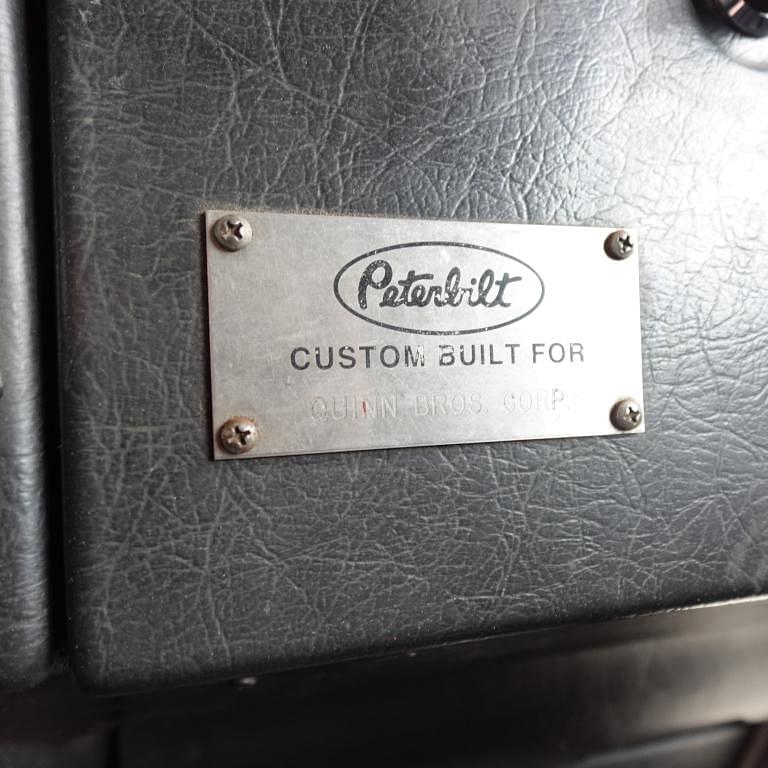 Peterbilt
CUSTOM BUILT FOR
QUINN BROS. CORP.